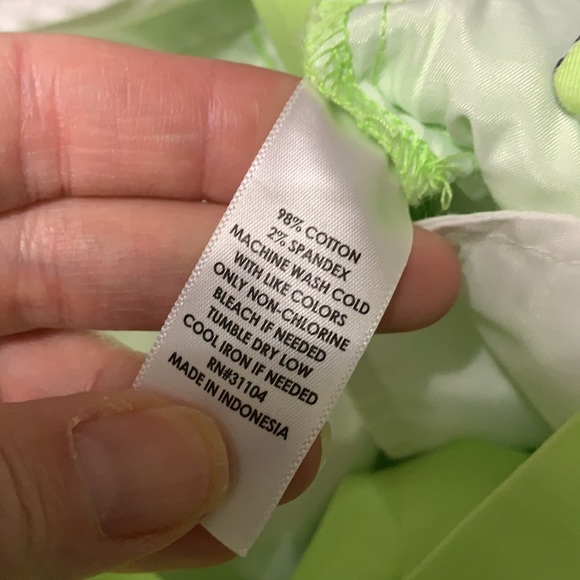 98% COTTON
2% SPANDEX
MACHINE WASH COLD
WITH LIKE COLORS
ONLY NON-CHLORINE
BLEACH IF NEEDED
TUMBLE DRY LOW
COOL IRON IF NEEDED
RN#31104
MADE IN INDONESIA